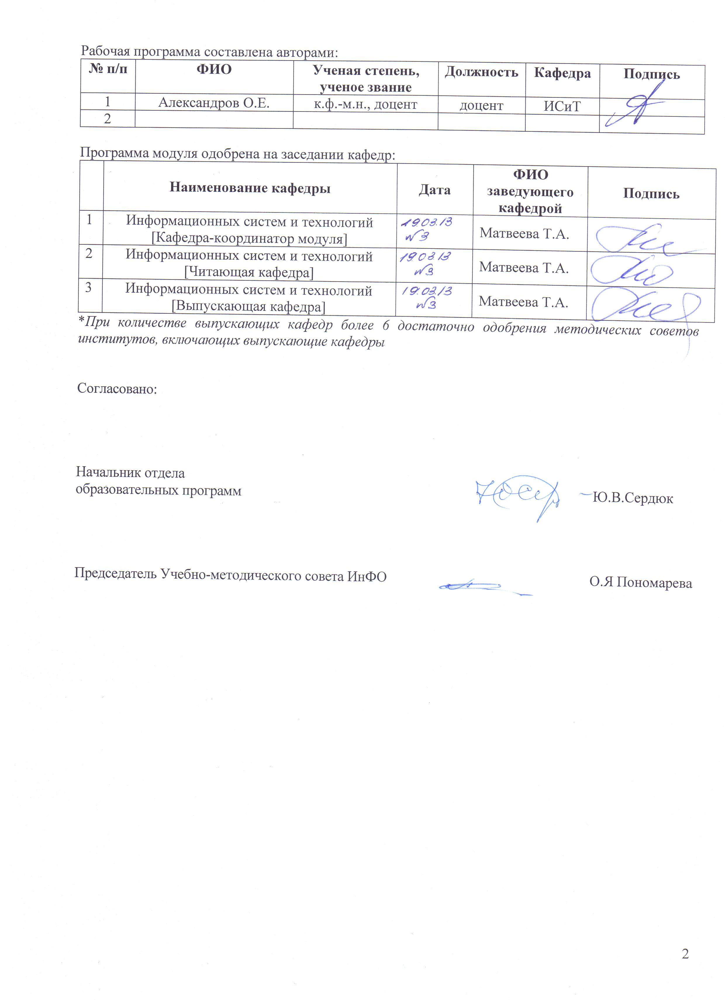 Рабочая программа составлена авторами:
№ п/п ФИО Ученая степень, ученое звание Должность Кафедра Подпись
1 Александров О.Е. к.ф.-м.н., доцент доцент ИСиТ
2
Программа модуля одобрена на заседании кафедр:
Наименование кафедры Дата ФИО заведующего кафедрой Подпись
1 Информационных систем и технологий 19.03.13 Матвеева Т.А.
[Кафедра-координатор модуля] №3
2 Информационных систем и технологий 19.03.13 Матвеева Т.А.
[Читающая кафедра] №3
3 Информационных систем и технологий 19.03.13 Матвеева Т.А.
[Выпускающая кафедра] №3
*При количестве выпускающих кафедр более 6 достаточно одобрения методических советов
институтов, включающих выпускающие кафедры
Согласовано:
Начальник отдела
образовательных программ Ю.В.Сердюк
Председатель Учебно-методического совета ИнФО О.Я Пономарева
2